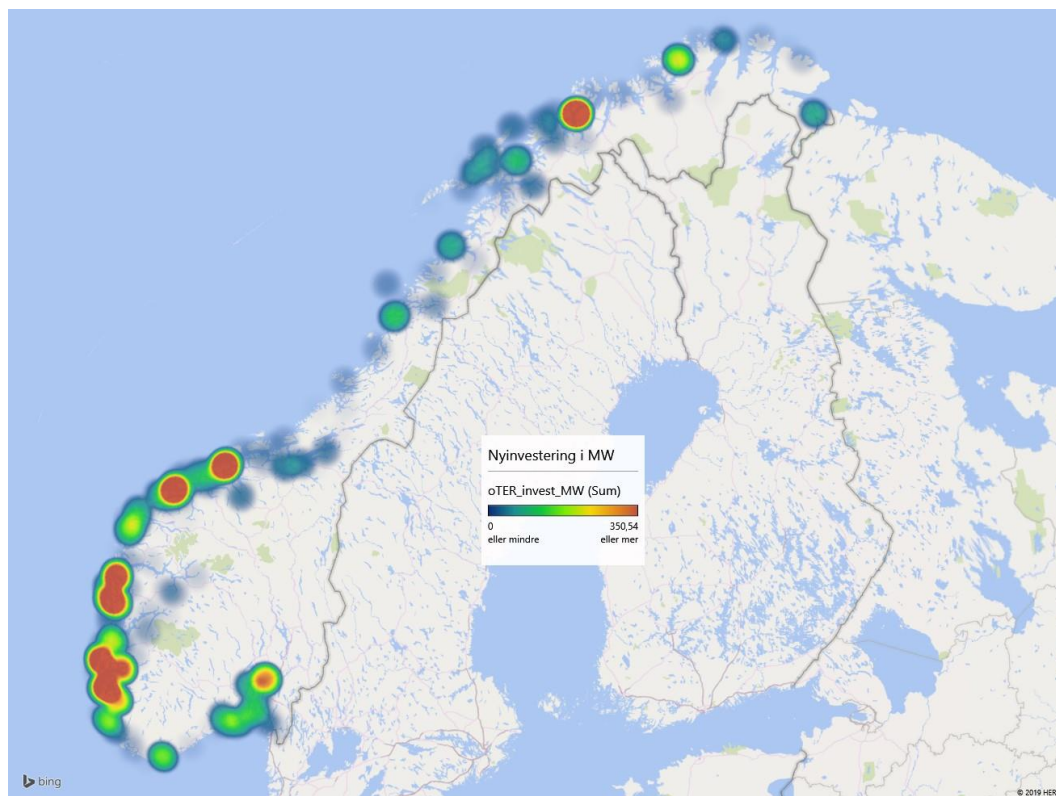 Nyinvestering i MW
oTER_invest_MW (Sum)
0
350,54
eller mindre
eller mer
bing
© 2019 HER